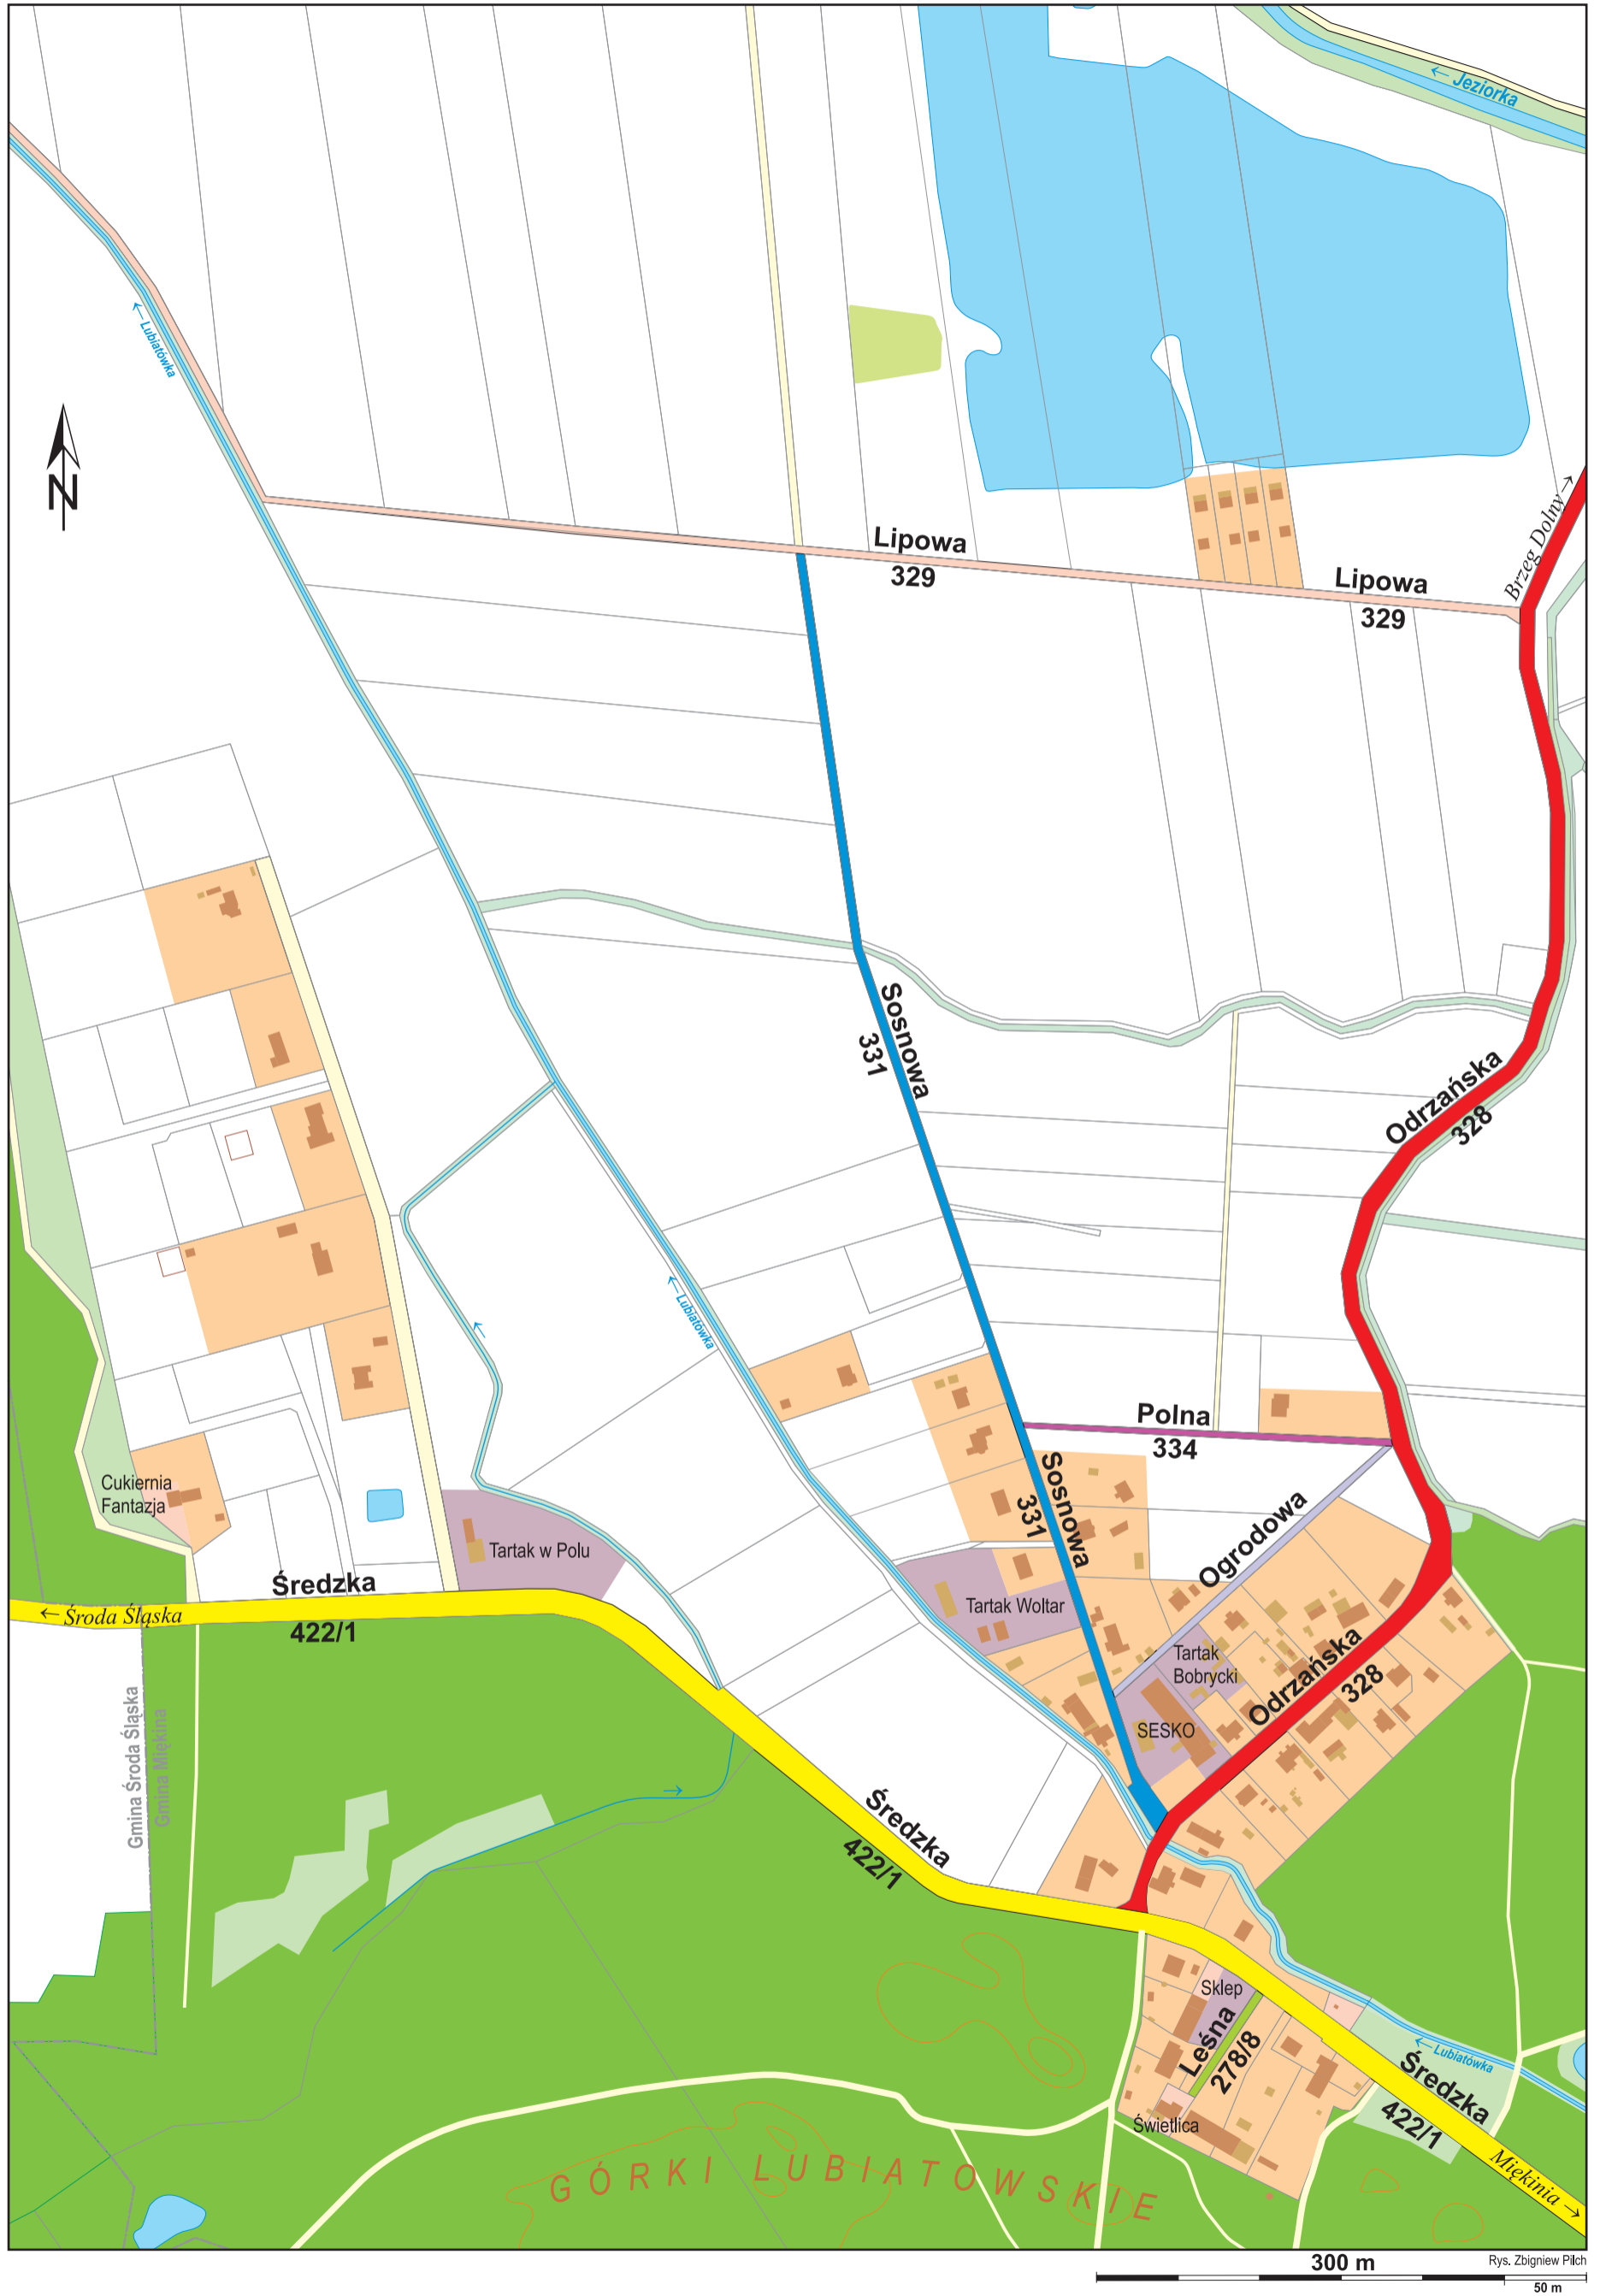 ← Jeziorka
← Lubiatówka
N
Brzeg Dolny →
Lipowa
329
Lipowa
329
Sosnowa
331
Odrzańska
328
← Lubiatówka
Polna
334
Cukiernia
Fantazja
Sosnowa
331
Ogrodowa
Tartak w Polu
Średzka
422/1
← Środa Śląska
Tartak Woltar
Tartak
Bobrycki
SESKO
Odrzańska
328
Gmina Środa Śląska
Gmina Miękinia
Średzka
422/1
Sklep
Leśna
278/8
← Lubiatówka
Średzka
422/1
Świetlica
Miękinia →
GÓRKI LUBIATOWSKIE
300 m
50 m
Rys. Zbigniew Pilch